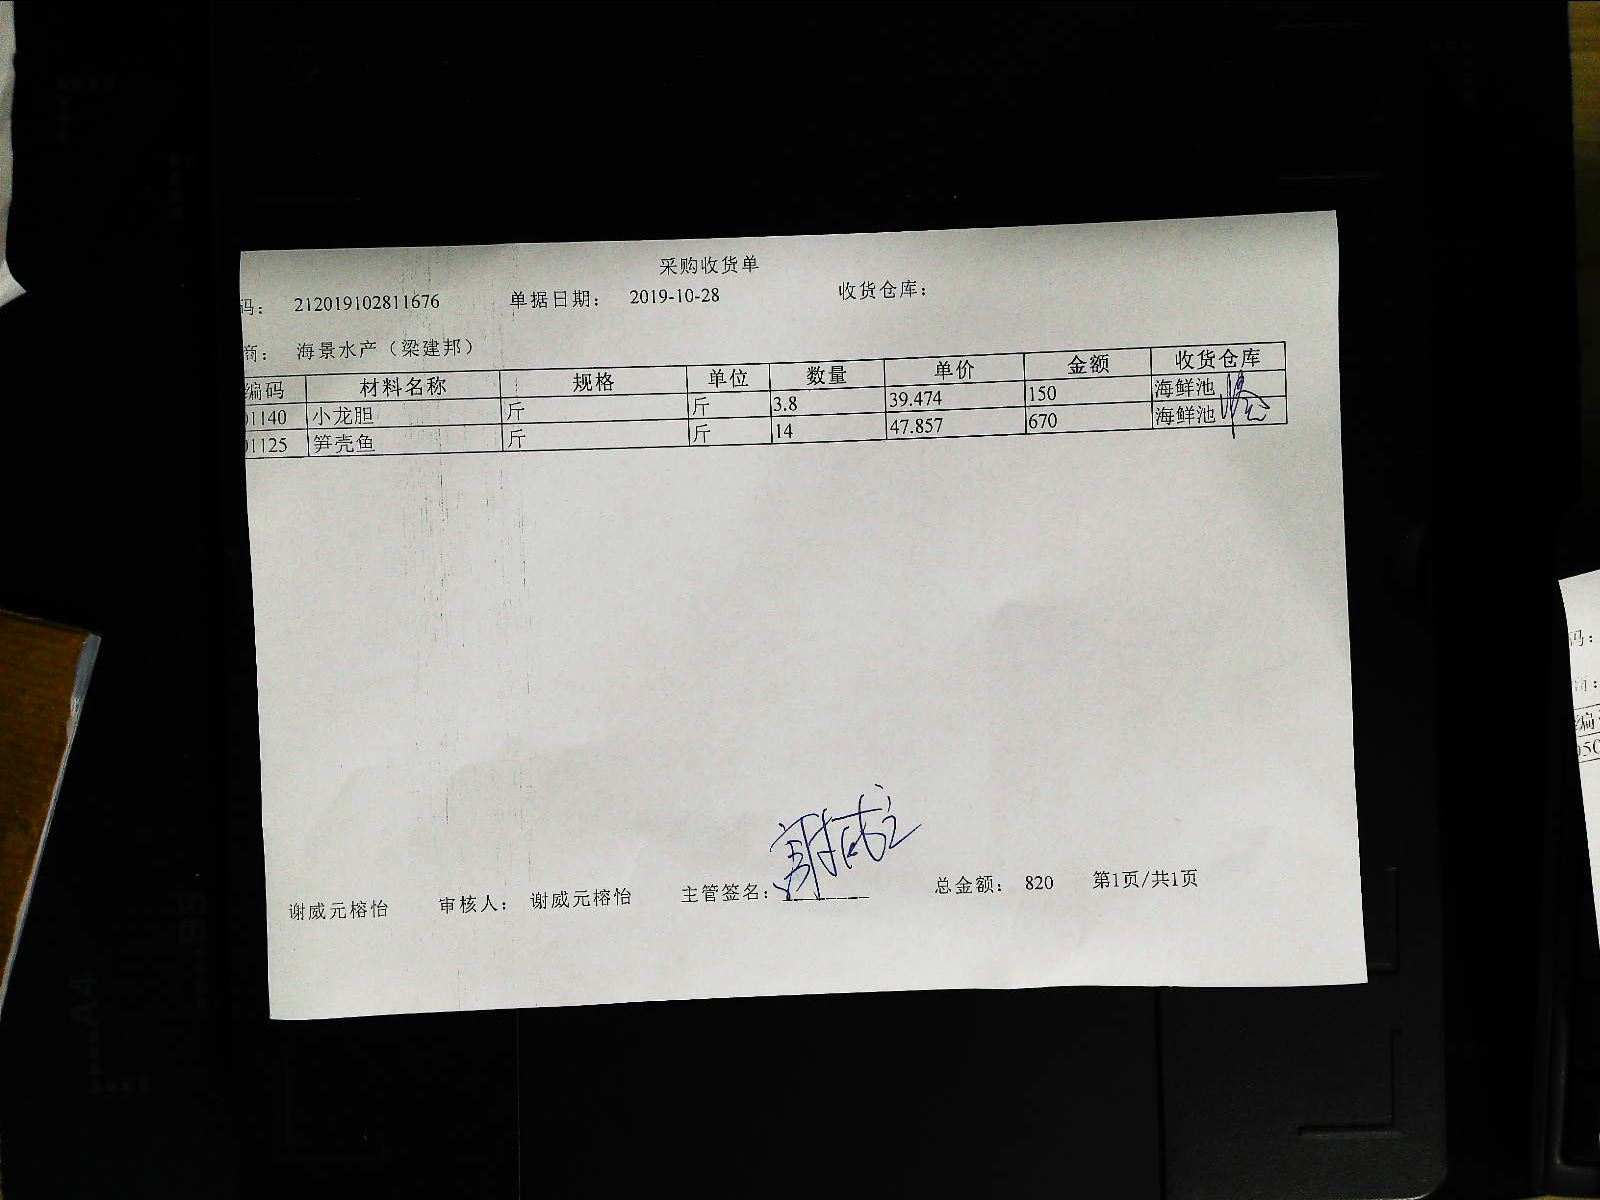 采购收货单
码： 212019102811676 单据日期： 2019-10-28 收货仓库：
商： 海景水产（梁建邦）
编码 材料名称 规格 单位 数量 单价 金额 收货仓库
01140 小龙胆 斤 斤 3.8 39.474 150 海鲜池
01125 笋壳鱼 斤 斤 14 47.857 670 海鲜池
谢威元榕怡 审核人： 谢威元榕怡 主管签名： 总金额： 820 第1页/共1页
码：
商：
编
050